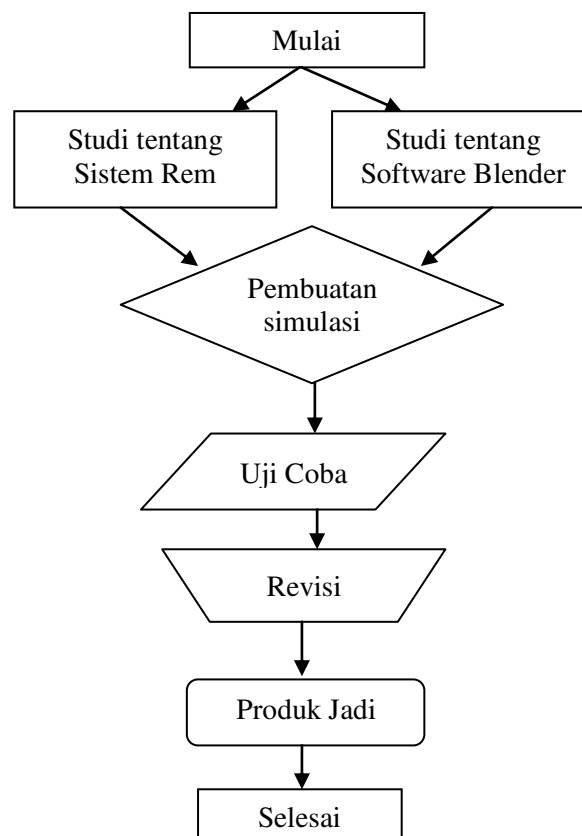 Mulai
Studi tentang
Sistem Rem
Studi tentang
Software Blender
Pembuatan
simulasi
Uji Coba
Revisi
Produk Jadi
Selesai